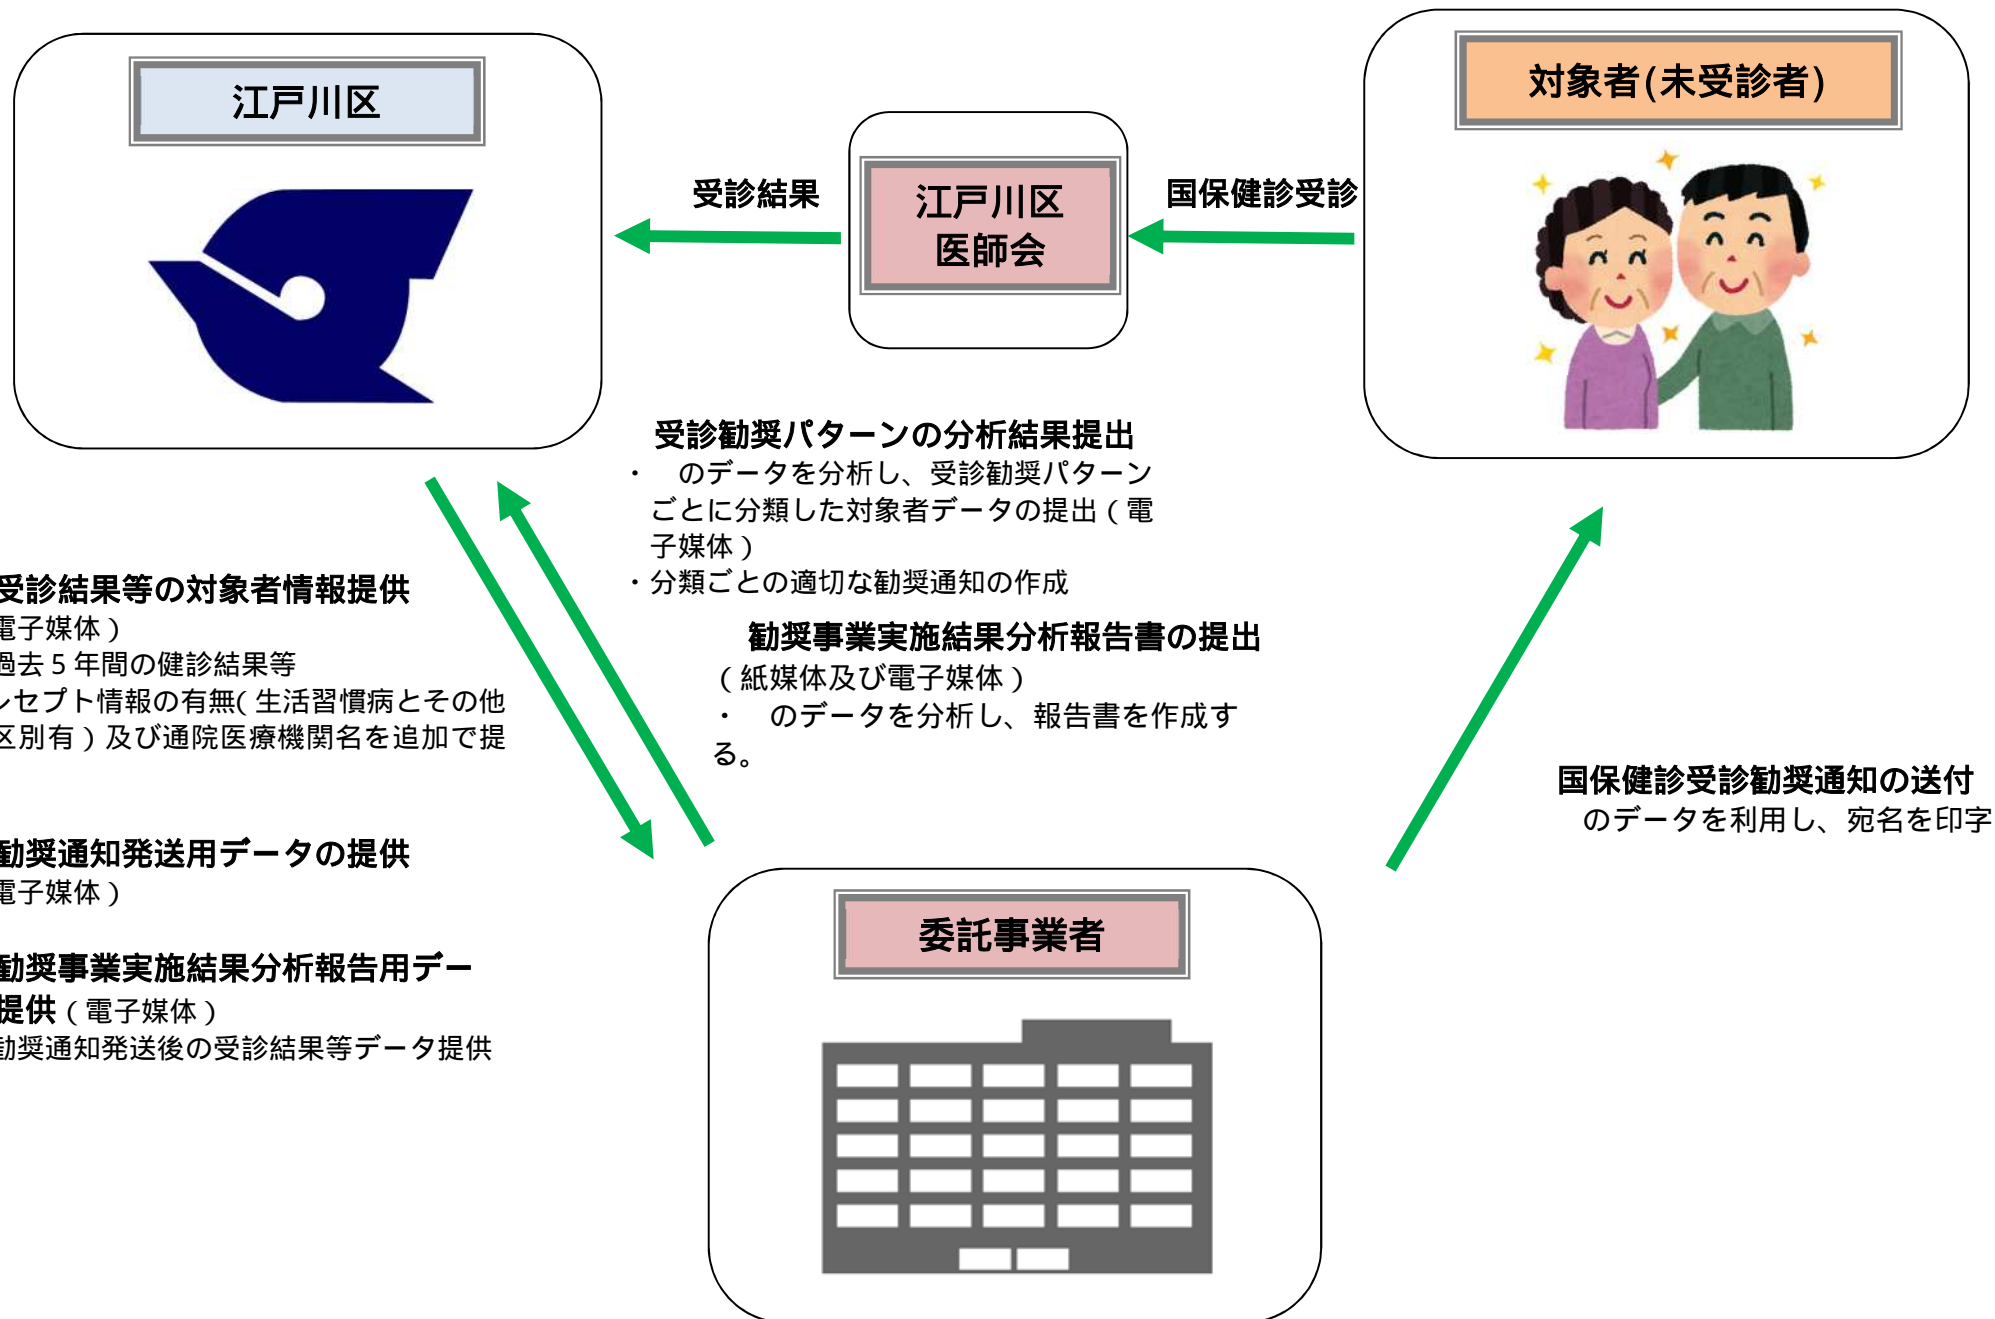 江戸川区
対象者(未受診者)
受診結果
江戸川区
医師会
国保健診受診
受診勧奨パターンの分析結果提出
・　のデータを分析し、受診勧奨パターン
ごとに分類した対象者データの提出（電
子媒体）
・分類ごとの適切な勧奨通知の作成
勧奨事業実施結果分析報告書の提出
（紙媒体及び電子媒体）
・　のデータを分析し、報告書を作成す
る。
受診結果等の対象者情報提供
電子媒体）
過去５年間の健診結果等
レセプト情報の有無(生活習慣病とその他
区別有）及び通院医療機関名を追加で提
勧奨通知発送用データの提供
電子媒体）
勧奨事業実施結果分析報告用デー
提供（電子媒体）
勧奨通知発送後の受診結果等データ提供
国保健診受診勧奨通知の送付
のデータを利用し、宛名を印字
委託事業者